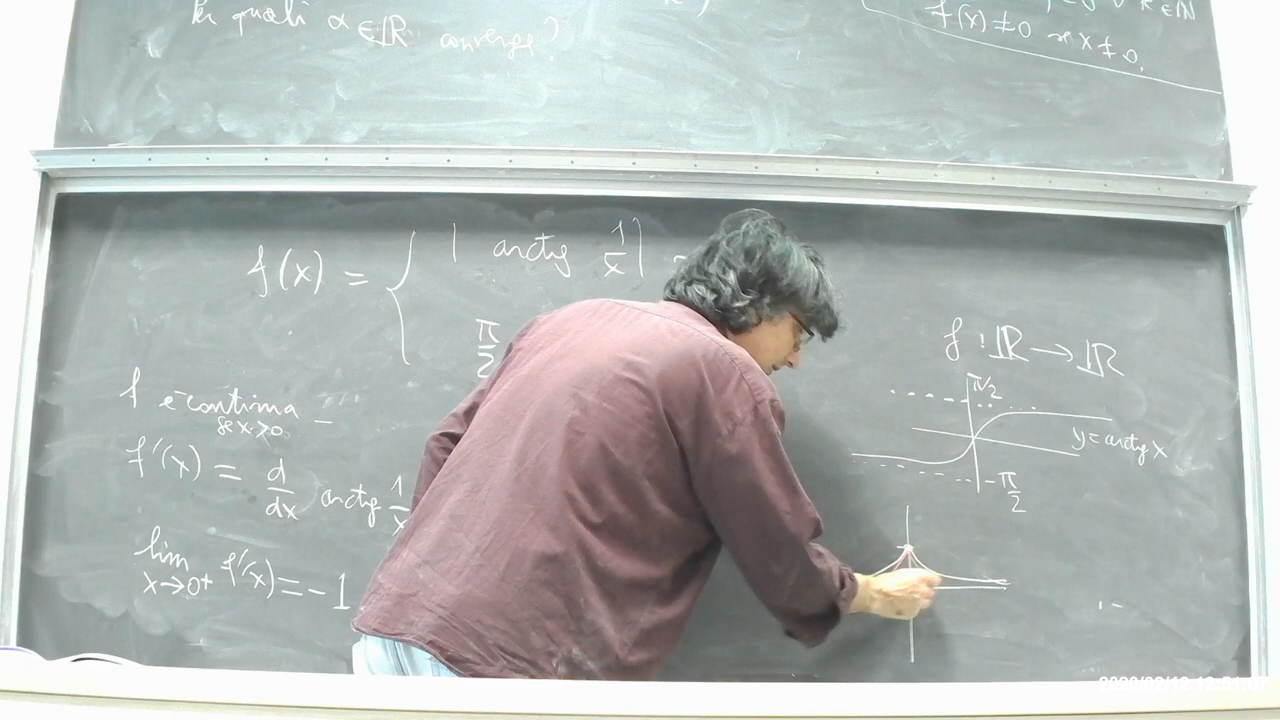 Per quali α ∈ ℝ converge?
f(x) ≠ 0 se x ≠ 0.
f(x) = { | arctg 1/x |
π/2
f : ℝ → ℝ
π/2
y = arctg x
-π/2
f è continua
se x > 0
f'(x) = d/dx arctg 1/x
lim x→0+ f'(x) = -1